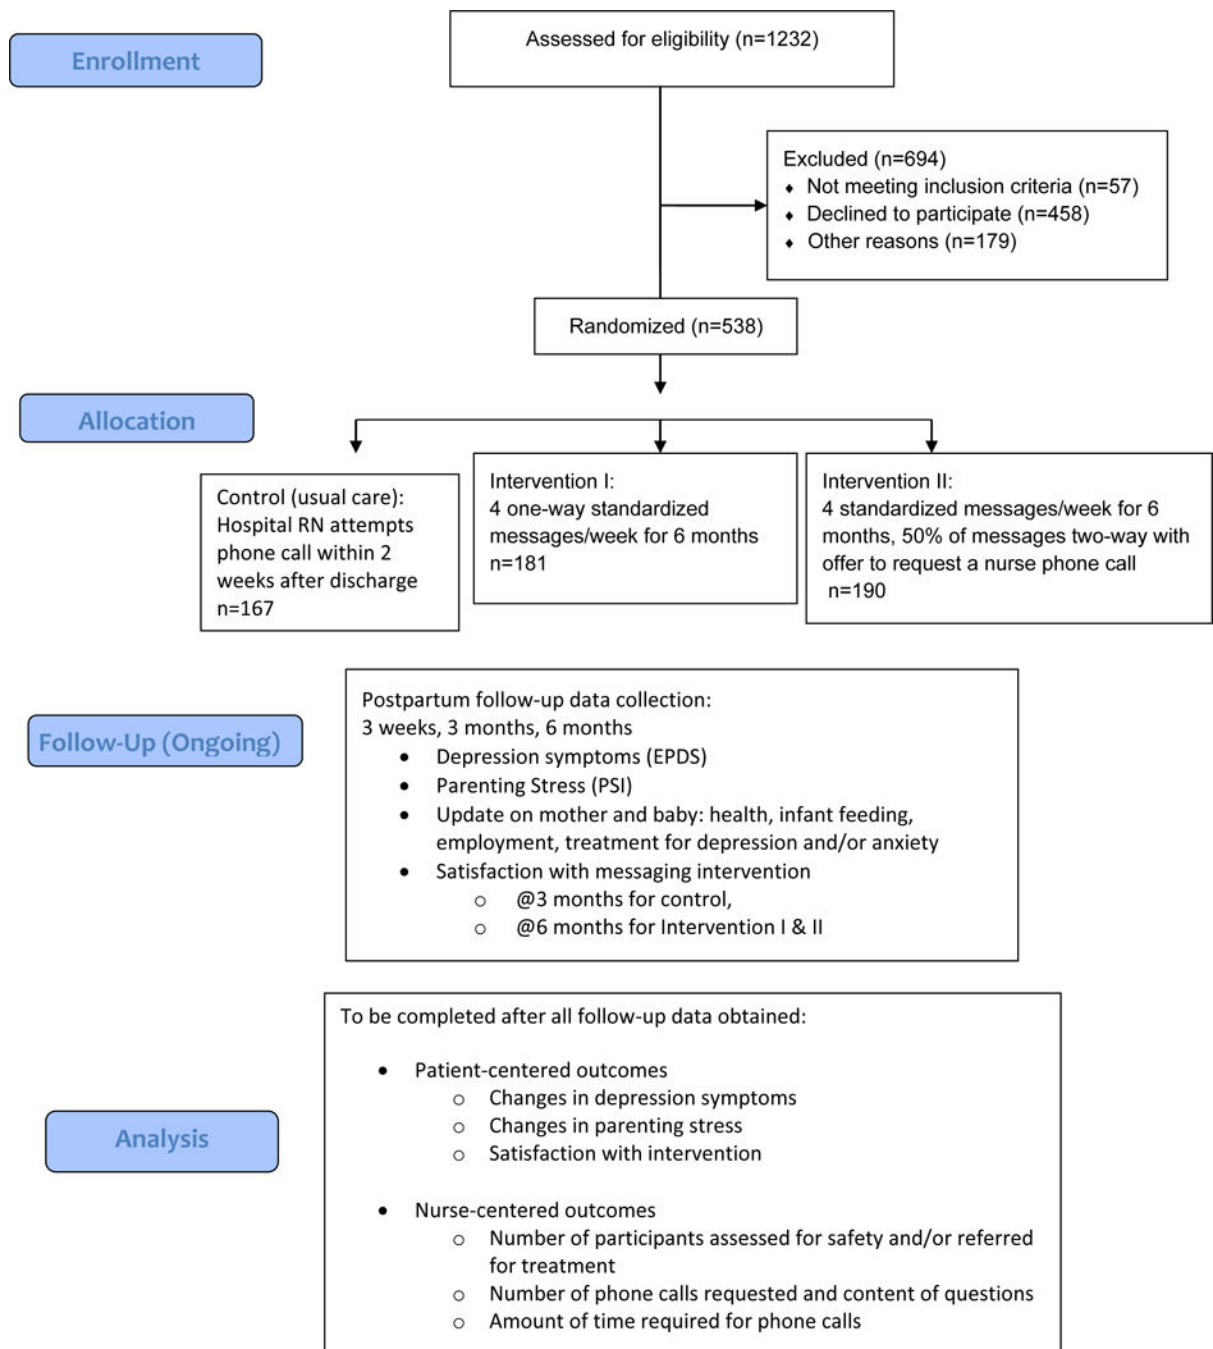 Enrollment
Assessed for eligibility (n=1232)
Excluded (n=694)
♦ Not meeting inclusion criteria (n=57)
♦ Declined to participate (n=458)
♦ Other reasons (n=179)
Randomized (n=538)
Allocation
Control (usual care):
Hospital RN attempts
phone call within 2
weeks after discharge
n=167
Intervention I:
4 one-way standardized
messages/week for 6 months
n=181
Intervention II:
4 standardized messages/week for 6
months, 50% of messages two-way with
offer to request a nurse phone call
n=190
Follow-Up (Ongoing)
Postpartum follow-up data collection:
3 weeks, 3 months, 6 months
• Depression symptoms (EPDS)
• Parenting Stress (PSI)
• Update on mother and baby: health, infant feeding,
employment, treatment for depression and/or anxiety
• Satisfaction with messaging intervention
o @3 months for control,
o @6 months for Intervention I & II
Analysis
To be completed after all follow-up data obtained:
• Patient-centered outcomes
o Changes in depression symptoms
o Changes in parenting stress
o Satisfaction with intervention
• Nurse-centered outcomes
o Number of participants assessed for safety and/or referred
for treatment
o Number of phone calls requested and content of questions
o Amount of time required for phone calls